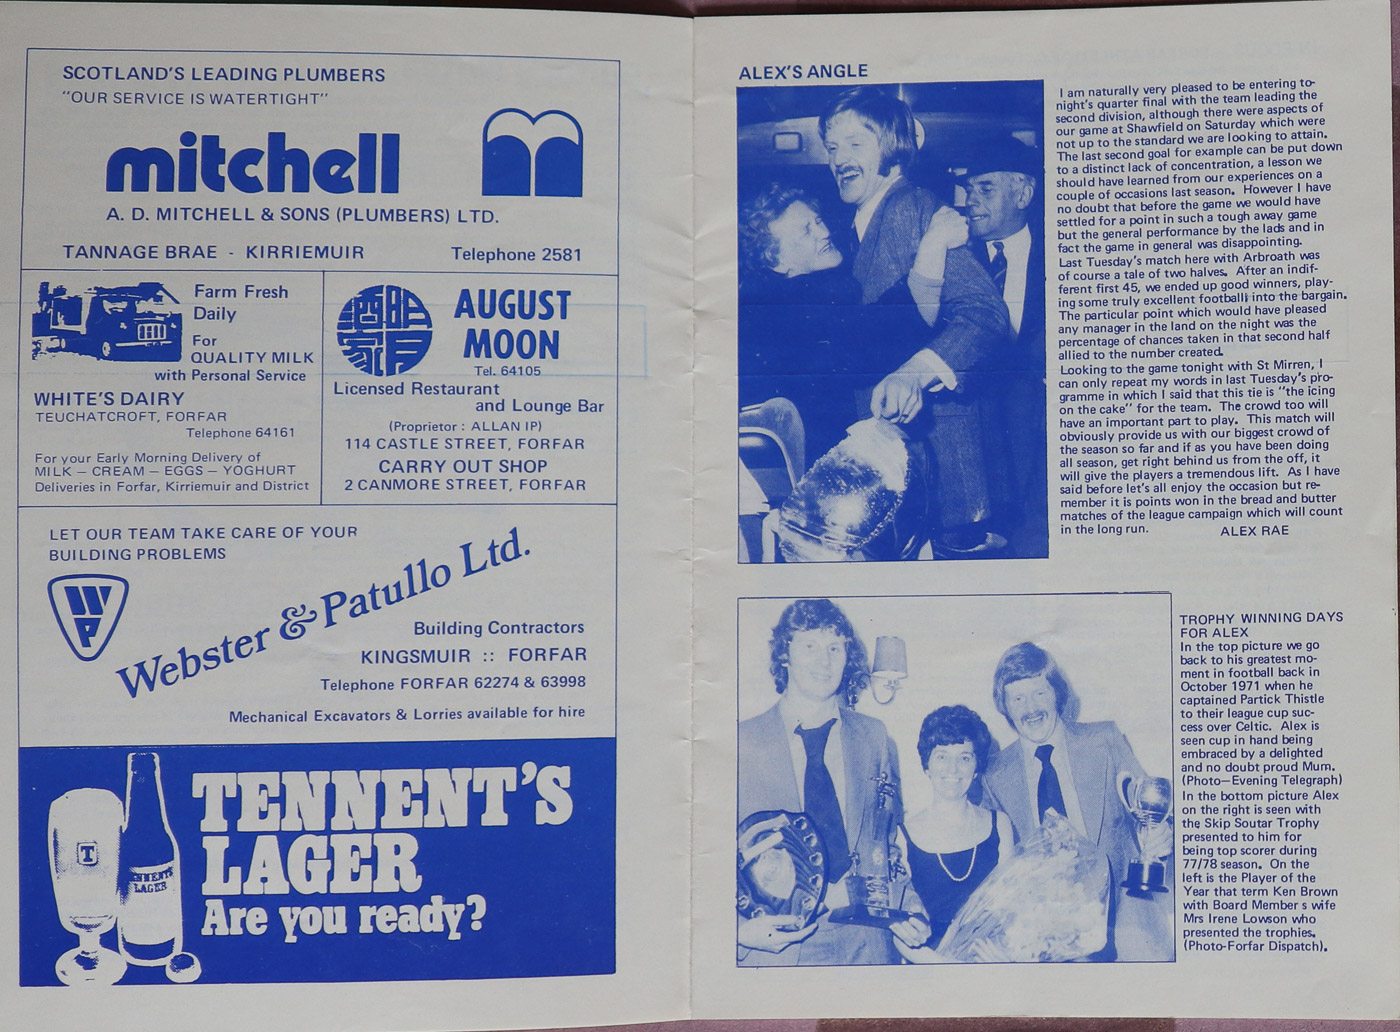 SCOTLAND'S LEADING PLUMBERS
"OUR SERVICE IS WATERTIGHT"
mitchell
A. D. MITCHELL & SONS (PLUMBERS) LTD.
TANNAGE BRAE - KIRRIEMUIR Telephone 2581
Farm Fresh
Daily
For
QUALITY MILK
with Personal Service
WHITE'S DAIRY
TEUCHATCROFT, FORFAR
Telephone 64161
For your Early Morning Delivery of
MILK – CREAM – EGGS – YOGHURT
Deliveries in Forfar, Kirriemuir and District
酒明
家月
AUGUST
MOON
Tel. 64105
Licensed Restaurant
and Lounge Bar
(Proprietor : ALLAN IP)
114 CASTLE STREET, FORFAR
CARRY OUT SHOP
2 CANMORE STREET, FORFAR
LET OUR TEAM TAKE CARE OF YOUR
BUILDING PROBLEMS
WP
Webster & Patullo Ltd.
Building Contractors
KINGSMUIR :: FORFAR
Telephone FORFAR 62274 & 63998
Mechanical Excavators & Lorries available for hire
T
TENNENT'S
LAGER
TENNENT'S
LAGER
Are you ready?
ALEX'S ANGLE
I am naturally very pleased to be entering to-
night's quarter final with the team leading the
second division, although there were aspects of
our game at Shawfield on Saturday which were
not up to the standard we are looking to attain.
The last second goal for example can be put down
to a distinct lack of concentration, a lesson we
should have learned from our experiences on a
couple of occasions last season. However I have
no doubt that before the game we would have
settled for a point in such a tough away game
but the general performance by the lads and in
fact the game in general was disappointing.
Last Tuesday's match here with Arbroath was
of course a tale of two halves. After an indif-
ferent first 45, we ended up good winners, play-
ing some truly excellent football into the bargain.
The particular point which would have pleased
any manager in the land on the night was the
percentage of chances taken in that second half
allied to the number created.
Looking to the game tonight with St Mirren, I
can only repeat my words in last Tuesday's pro-
gramme in which I said that this tie is "the icing
on the cake" for the team. The crowd too will
have an important part to play. This match will
obviously provide us with our biggest crowd of
the season so far and if as you have been doing
all season, get right behind us from the off, it
will give the players a tremendous lift. As I have
said before let's all enjoy the occasion but re-
member it is points won in the bread and butter
matches of the league campaign which will count
in the long run. ALEX RAE
TROPHY WINNING DAYS
FOR ALEX
In the top picture we go
back to his greatest mo-
ment in football back in
October 1971 when he
captained Partick Thistle
to their league cup suc-
cess over Celtic. Alex is
seen cup in hand being
embraced by a delighted
and no doubt proud Mum.
(Photo—Evening Telegraph)
In the bottom picture Alex
on the right is seen with
the Skip Soutar Trophy
presented to him for
being top scorer during
77/78 season. On the
left is the Player of the
Year that term Ken Brown
with Board Member s wife
Mrs Irene Lowson who
presented the trophies.
(Photo-Forfar Dispatch).